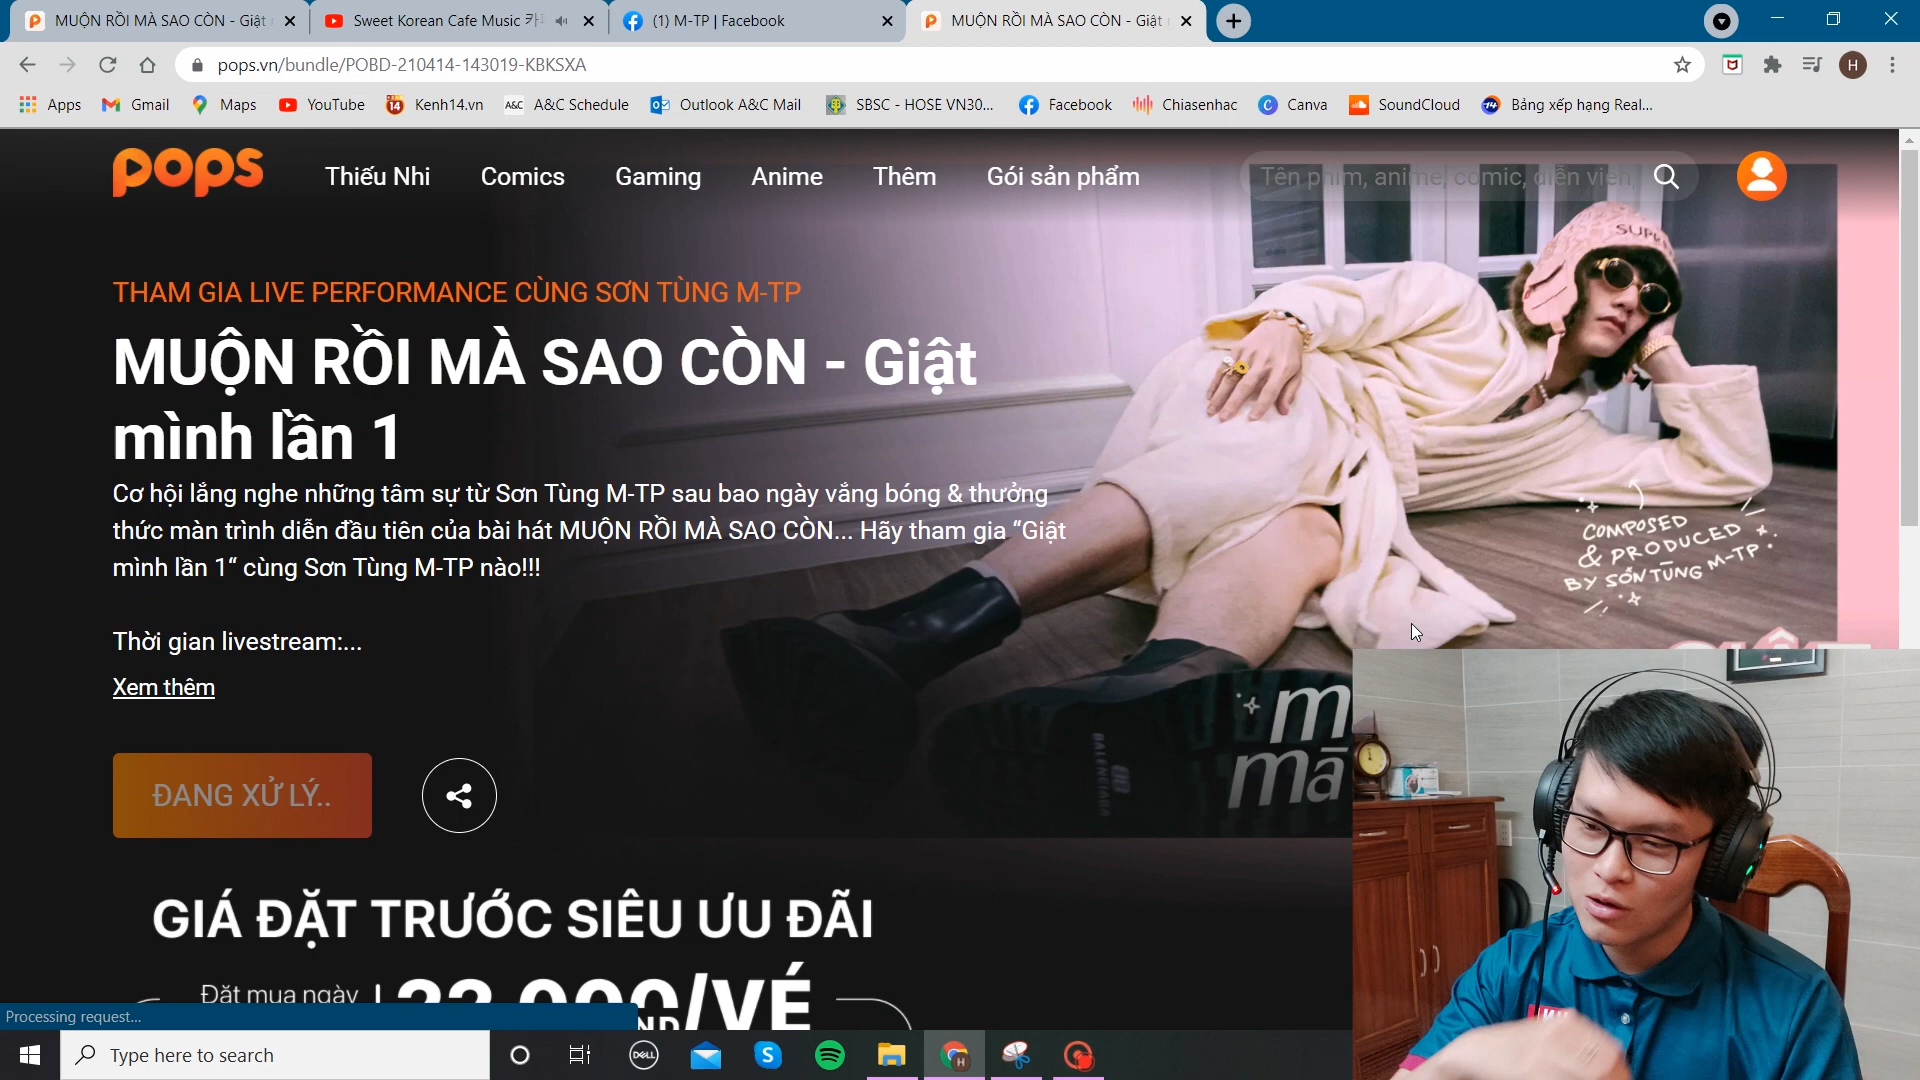 MUỘN RỒI MÀ SAO CÒN - Giật
Sweet Korean Cafe Music 카
(1) M-TP | Facebook
MUỘN RỒI MÀ SAO CÒN - Giật
pops.vn/bundle/POBD-210414-143019-KBKSXA
H
Apps
Gmail
Maps
YouTube
14
Kenh14.vn
A&C
A&C Schedule
Outlook A&C Mail
SBSC - HOSE VN30...
Facebook
Chiasenhac
Canva
SoundCloud
Bảng xếp hạng Real...
POPS
Thiếu Nhi
Comics
Gaming
Anime
Thêm
Gói sản phẩm
Tên phim, anime, comic, diễn viên,
THAM GIA LIVE PERFORMANCE CÙNG SƠN TÙNG M-TP
MUỘN RỒI MÀ SAO CÒN - Giật
mình lần 1
Cơ hội lắng nghe những tâm sự từ Sơn Tùng M-TP sau bao ngày vắng bóng & thưởng
thức màn trình diễn đầu tiên của bài hát MUỘN RỒI MÀ SAO CÒN... Hãy tham gia “Giật
mình lần 1“ cùng Sơn Tùng M-TP nào!!!
Thời gian livestream:...
Xem thêm
COMPOSED
& PRODUCED
BY SƠN TÙNG M-TP
BALENCIAGA
m
mā
ĐANG XỬ LÝ..
GIÁ ĐẶT TRƯỚC SIÊU ƯU ĐÃI
Đặt mua ngày
/VÉ
Processing request...
Type here to search
DELL
H